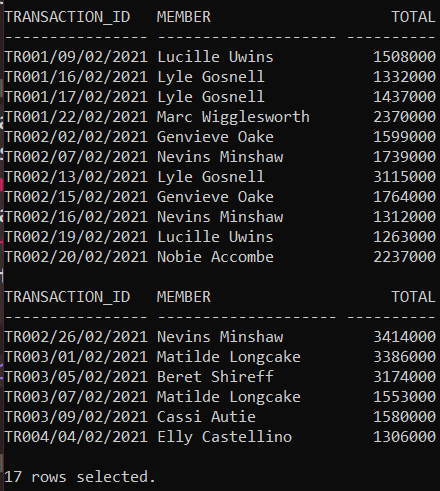 TRANSACTION_ID MEMBER TOTAL
---------------- -------------------- ----------
TR001/09/02/2021 Lucille Uwins 1508000
TR001/16/02/2021 Lyle Gosnell 1332000
TR001/17/02/2021 Lyle Gosnell 1437000
TR001/22/02/2021 Marc Wigglesworth 2370000
TR002/02/02/2021 Genvieve Oake 1599000
TR002/07/02/2021 Nevins Minshaw 1739000
TR002/13/02/2021 Lyle Gosnell 3115000
TR002/15/02/2021 Genvieve Oake 1764000
TR002/16/02/2021 Nevins Minshaw 1312000
TR002/19/02/2021 Lucille Uwins 1263000
TR002/20/02/2021 Nobie Accombe 2237000
TRANSACTION_ID MEMBER TOTAL
---------------- -------------------- ----------
TR002/26/02/2021 Nevins Minshaw 3414000
TR003/01/02/2021 Matilde Longcake 3386000
TR003/05/02/2021 Beret Shireff 3174000
TR003/07/02/2021 Matilde Longcake 1553000
TR003/09/02/2021 Cassi Autie 1580000
TR004/04/02/2021 Elly Castellino 1306000
17 rows selected.